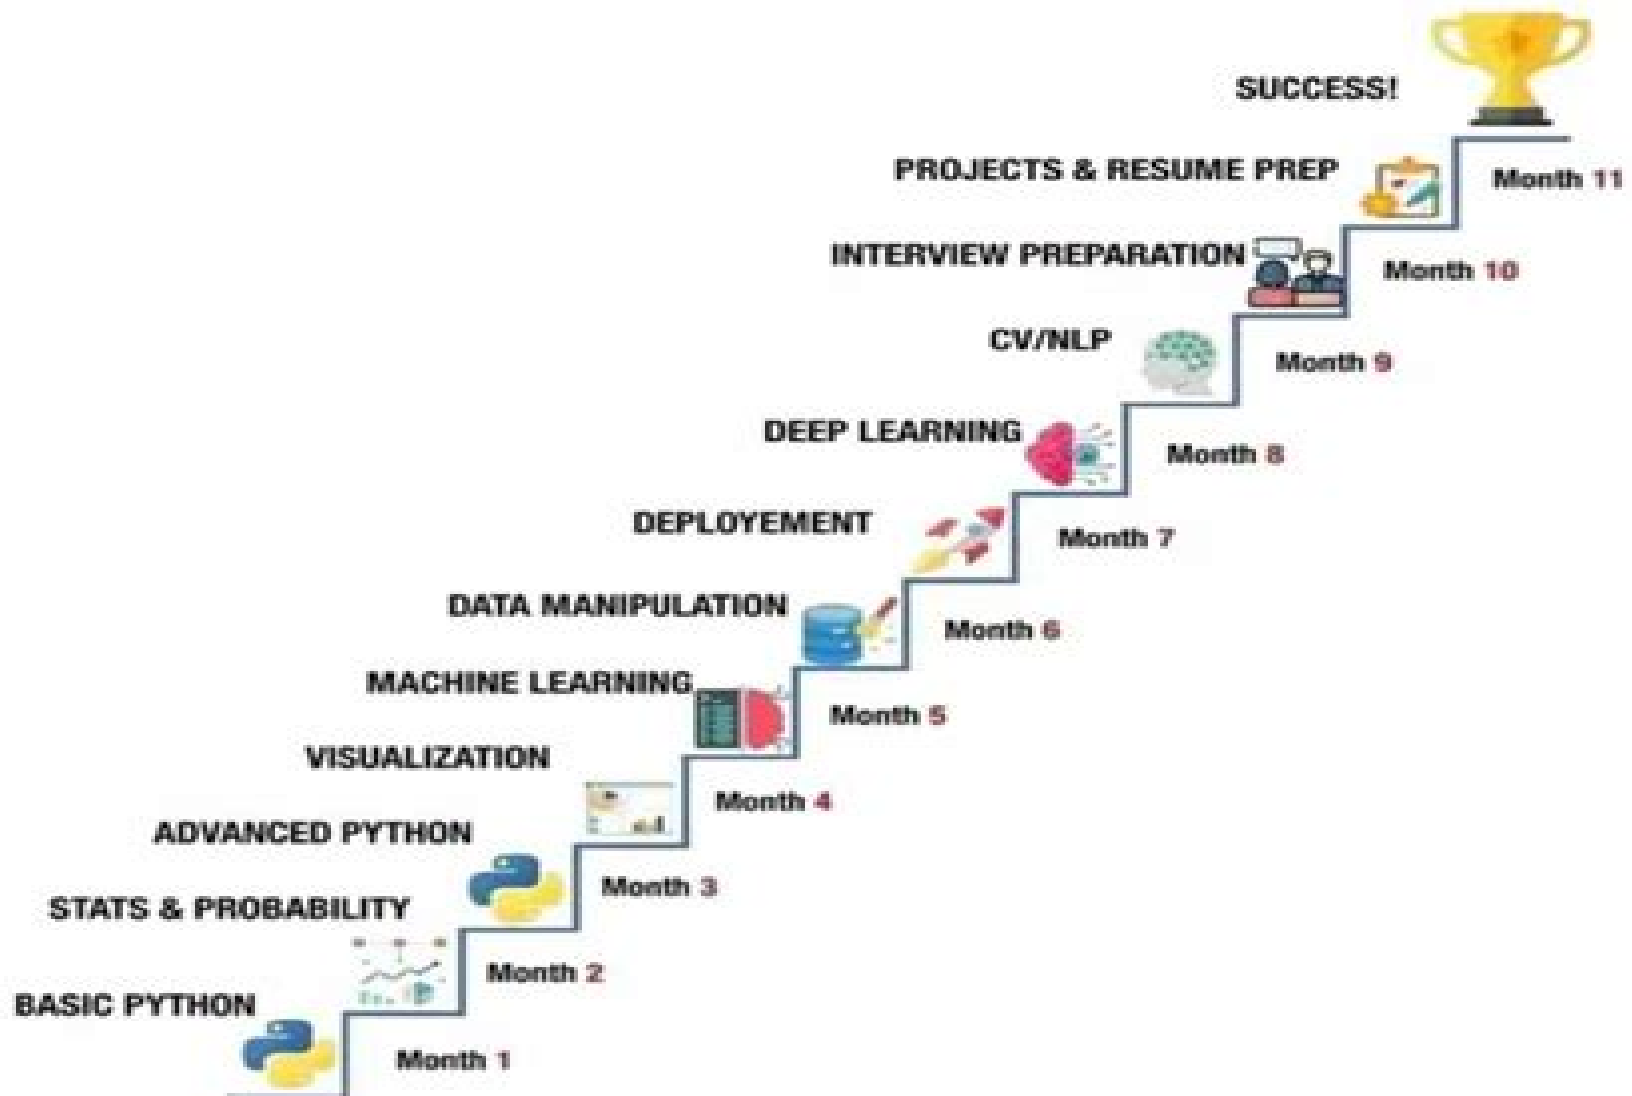 SUCCESS!
PROJECTS & RESUME PREP
Month 11
INTERVIEW PREPARATION
Month 10
CV/NLP
Month 9
DEEP LEARNING
Month 8
DEPLOYEMENT
Month 7
DATA MANIPULATION
Month 6
MACHINE LEARNING
Month 5
VISUALIZATION
Month 4
ADVANCED PYTHON
Month 3
STATS & PROBABILITY
Month 2
BASIC PYTHON
Month 1